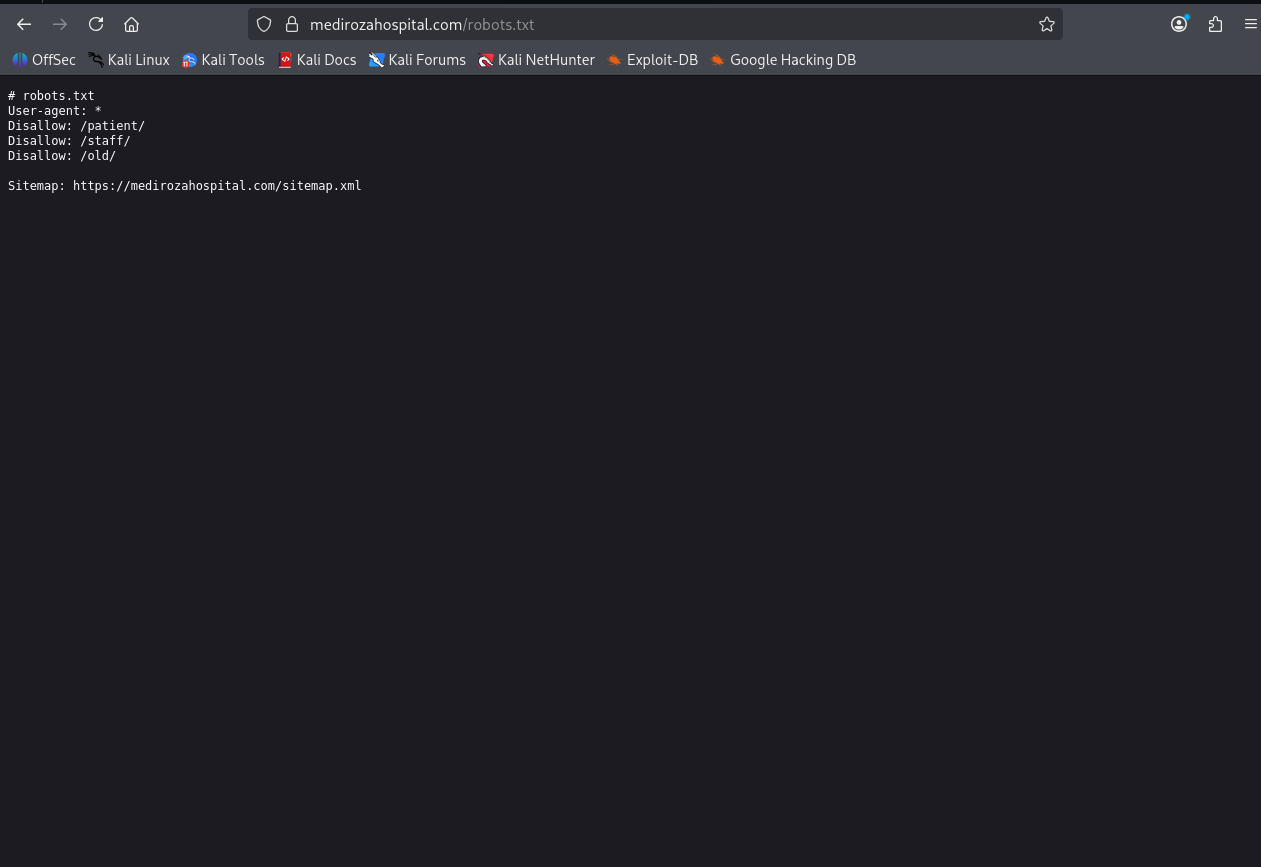 medirozahospital.com/robots.txt
OffSec Kali Linux Kali Tools Kali Docs Kali Forums Kali NetHunter Exploit-DB Google Hacking DB
# robots.txt
User-agent: *
Disallow: /patient/
Disallow: /staff/
Disallow: /old/
Sitemap: https://medirozahospital.com/sitemap.xml